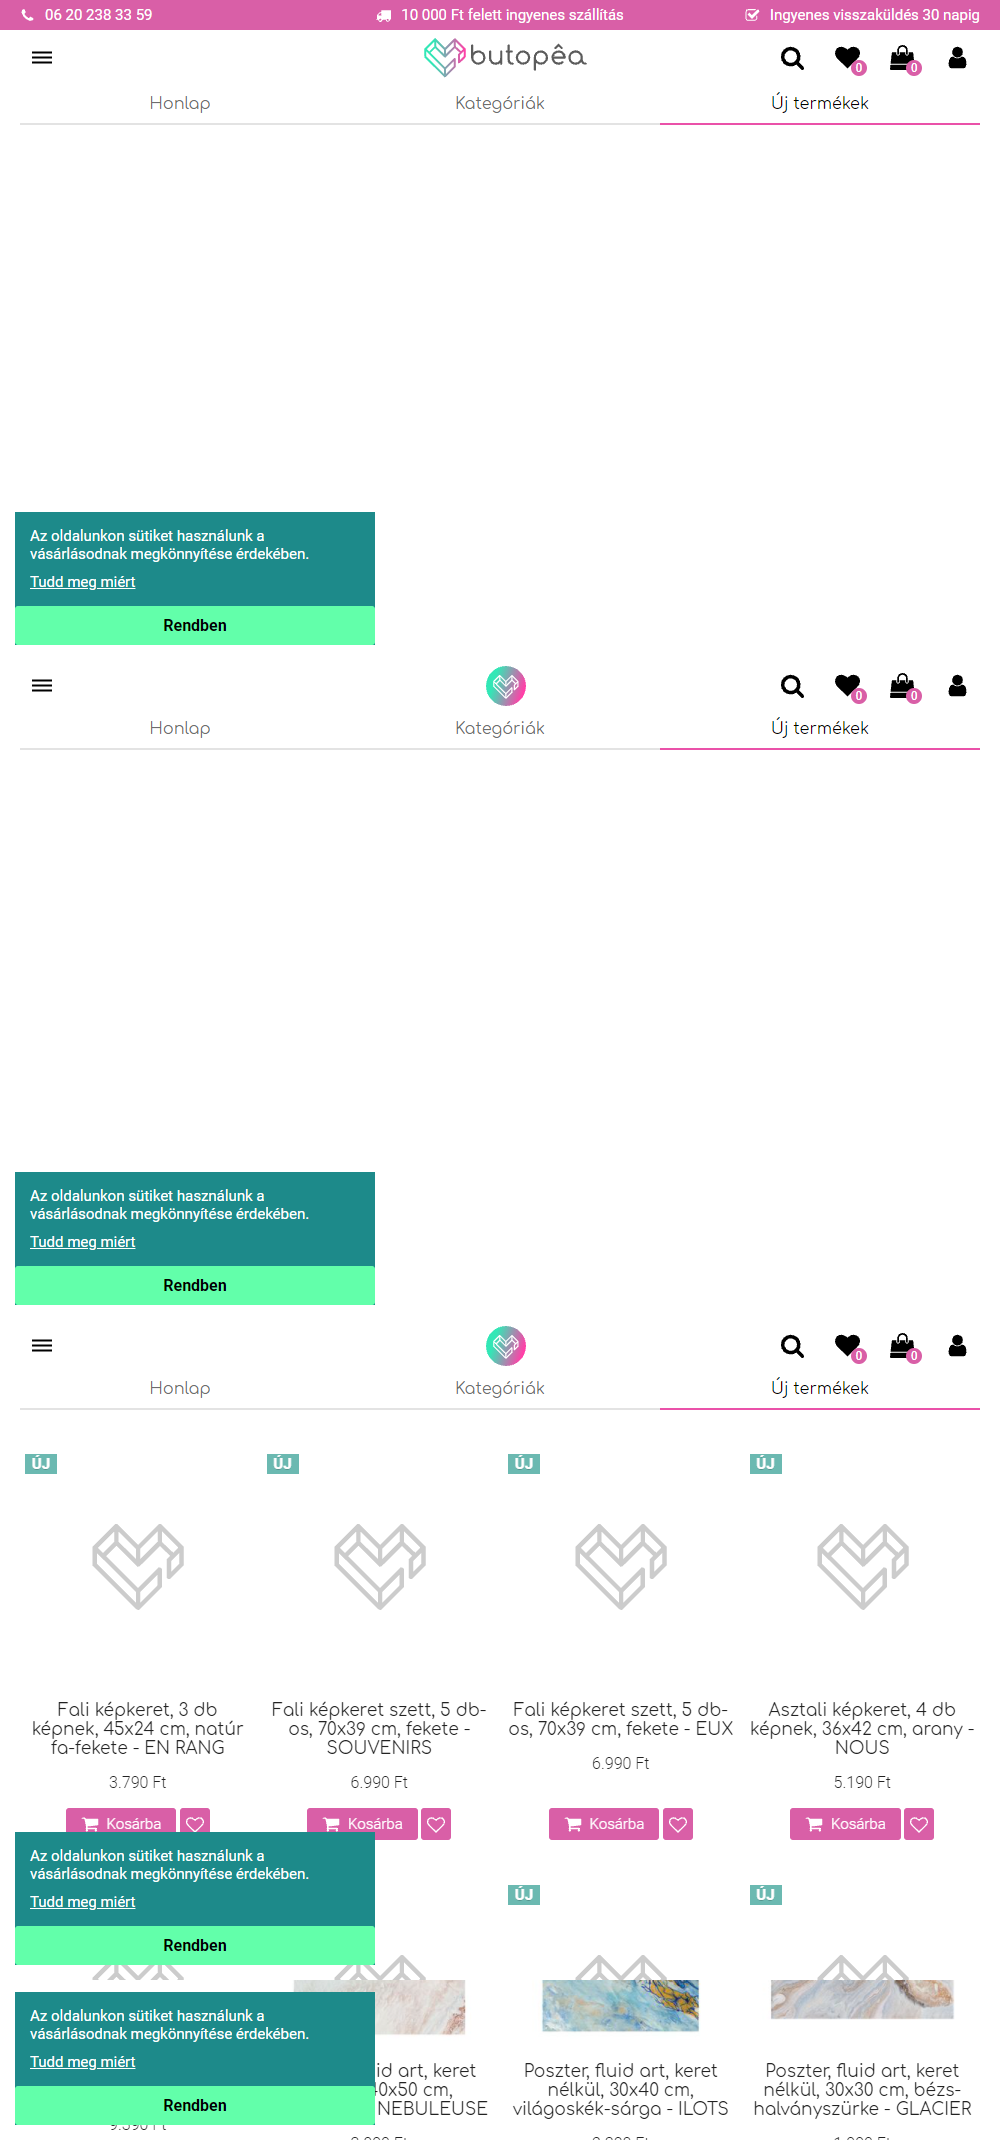 06 20 238 33 59
10 000 Ft felett ingyenes szállítás
Ingyenes visszaküldés 30 napig
butopêa
0
0
Honlap
Kategóriák
Új termékek
Az oldalunkon sütiket használunk a
vásárlásodnak megkönnyítése érdekében.
Tudd meg miért
Rendben
0
0
Honlap
Kategóriák
Új termékek
Az oldalunkon sütiket használunk a
vásárlásodnak megkönnyítése érdekében.
Tudd meg miért
Rendben
0
0
Honlap
Kategóriák
Új termékek
ÚJ
ÚJ
ÚJ
ÚJ
Fali képkeret, 3 db
képnek, 45x24 cm, natúr
fa-fekete - EN RANG
3.790 Ft
Kosárba
Fali képkeret szett, 5 db-
os, 70x39 cm, fekete -
SOUVENIRS
6.990 Ft
Kosárba
Fali képkeret szett, 5 db-
os, 70x39 cm, fekete - EUX
6.990 Ft
Kosárba
Asztali képkeret, 4 db
képnek, 36x42 cm, arany -
NOUS
5.190 Ft
Kosárba
Az oldalunkon sütiket használunk a
vásárlásodnak megkönnyítése érdekében.
Tudd meg miért
Rendben
ÚJ
ÚJ
Az oldalunkon sütiket használunk a
vásárlásodnak megkönnyítése érdekében.
Tudd meg miért
Rendben
art, keret
cm,
NEBULEUSE
Poszter, fluid art, keret
nélkül, 30x40 cm,
világoskék-sárga - ILOTS
Poszter, fluid art, keret
nélkül, 30x30 cm, bézs-
halványszürke - GLACIER